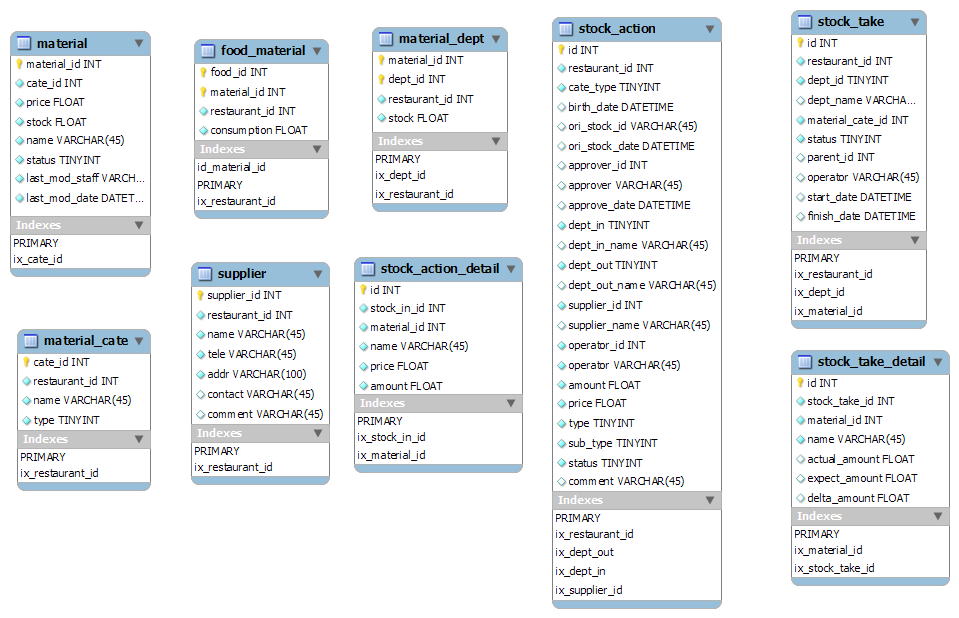 material
material_id INT
cate_id INT
price FLOAT
stock FLOAT
name VARCHAR(45)
status TINYINT
last_mod_staff VARCH...
last_mod_date DATET...
Indexes
PRIMARY
ix_cate_id
food_material
food_id INT
material_id INT
restaurant_id INT
consumption FLOAT
Indexes
id_material_id
PRIMARY
ix_restaurant_id
material_dept
material_id INT
dept_id INT
restaurant_id INT
stock FLOAT
Indexes
PRIMARY
ix_dept_id
ix_restaurant_id
stock_action
id INT
restaurant_id INT
cate_type TINYINT
birth_date DATETIME
ori_stock_id VARCHAR(45)
ori_stock_date DATETIME
approver_id INT
approver VARCHAR(45)
approve_date DATETIME
dept_in TINYINT
dept_in_name VARCHAR(45)
dept_out TINYINT
dept_out_name VARCHAR(45)
supplier_id INT
supplier_name VARCHAR(45)
operator_id INT
operator VARCHAR(45)
amount FLOAT
price FLOAT
type TINYINT
sub_type TINYINT
status TINYINT
comment VARCHAR(45)
Indexes
PRIMARY
ix_restaurant_id
ix_dept_out
ix_dept_in
ix_supplier_id
stock_take
id INT
restaurant_id INT
dept_id TINYINT
dept_name VARCHA...
material_cate_id INT
status TINYINT
parent_id INT
operator VARCHAR(45)
start_date DATETIME
finish_date DATETIME
Indexes
PRIMARY
ix_restaurant_id
ix_dept_id
ix_material_id
material_cate
cate_id INT
restaurant_id INT
name VARCHAR(45)
type TINYINT
Indexes
PRIMARY
ix_restaurant_id
supplier
supplier_id INT
restaurant_id INT
name VARCHAR(45)
tele VARCHAR(45)
addr VARCHAR(100)
contact VARCHAR(45)
comment VARCHAR(45)
Indexes
PRIMARY
ix_restaurant_id
stock_action_detail
id INT
stock_in_id INT
material_id INT
name VARCHAR(45)
price FLOAT
amount FLOAT
Indexes
PRIMARY
ix_stock_in_id
ix_material_id
stock_take_detail
id INT
stock_take_id INT
material_id INT
name VARCHAR(45)
actual_amount FLOAT
expect_amount FLOAT
delta_amount FLOAT
Indexes
PRIMARY
ix_material_id
ix_stock_take_id